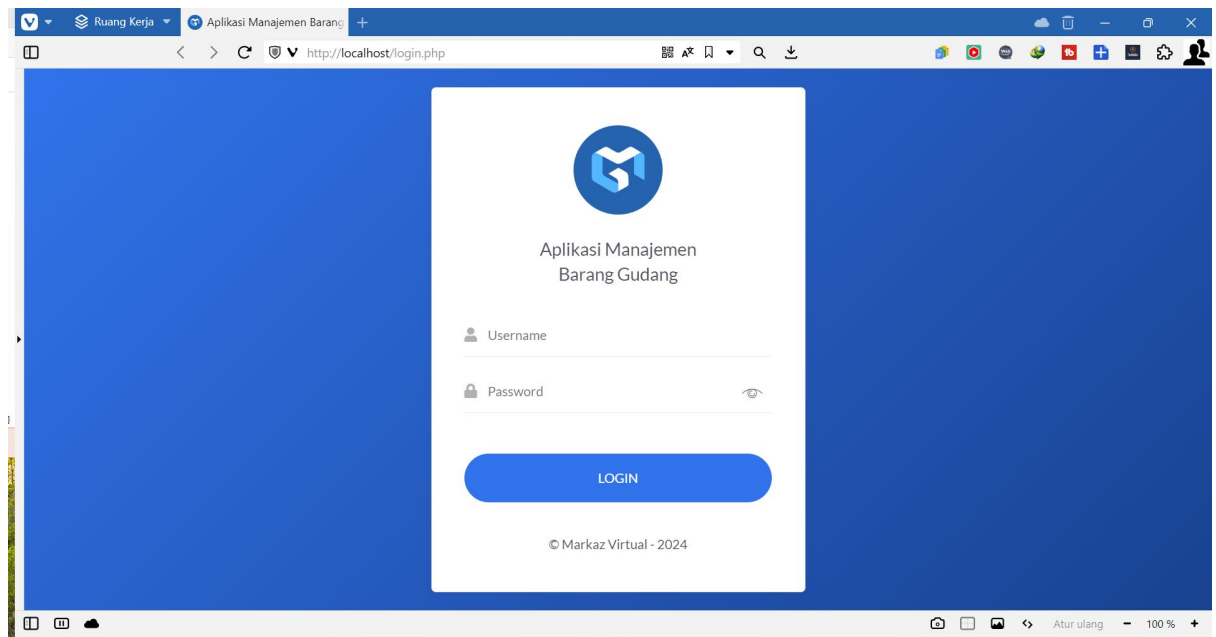 Ruang Kerja
Aplikasi Manajemen Barang
http://localhost/login.php
Aplikasi Manajemen
Barang Gudang
Username
Password
LOGIN
© Markaz Virtual - 2024
Atur ulang
100 %